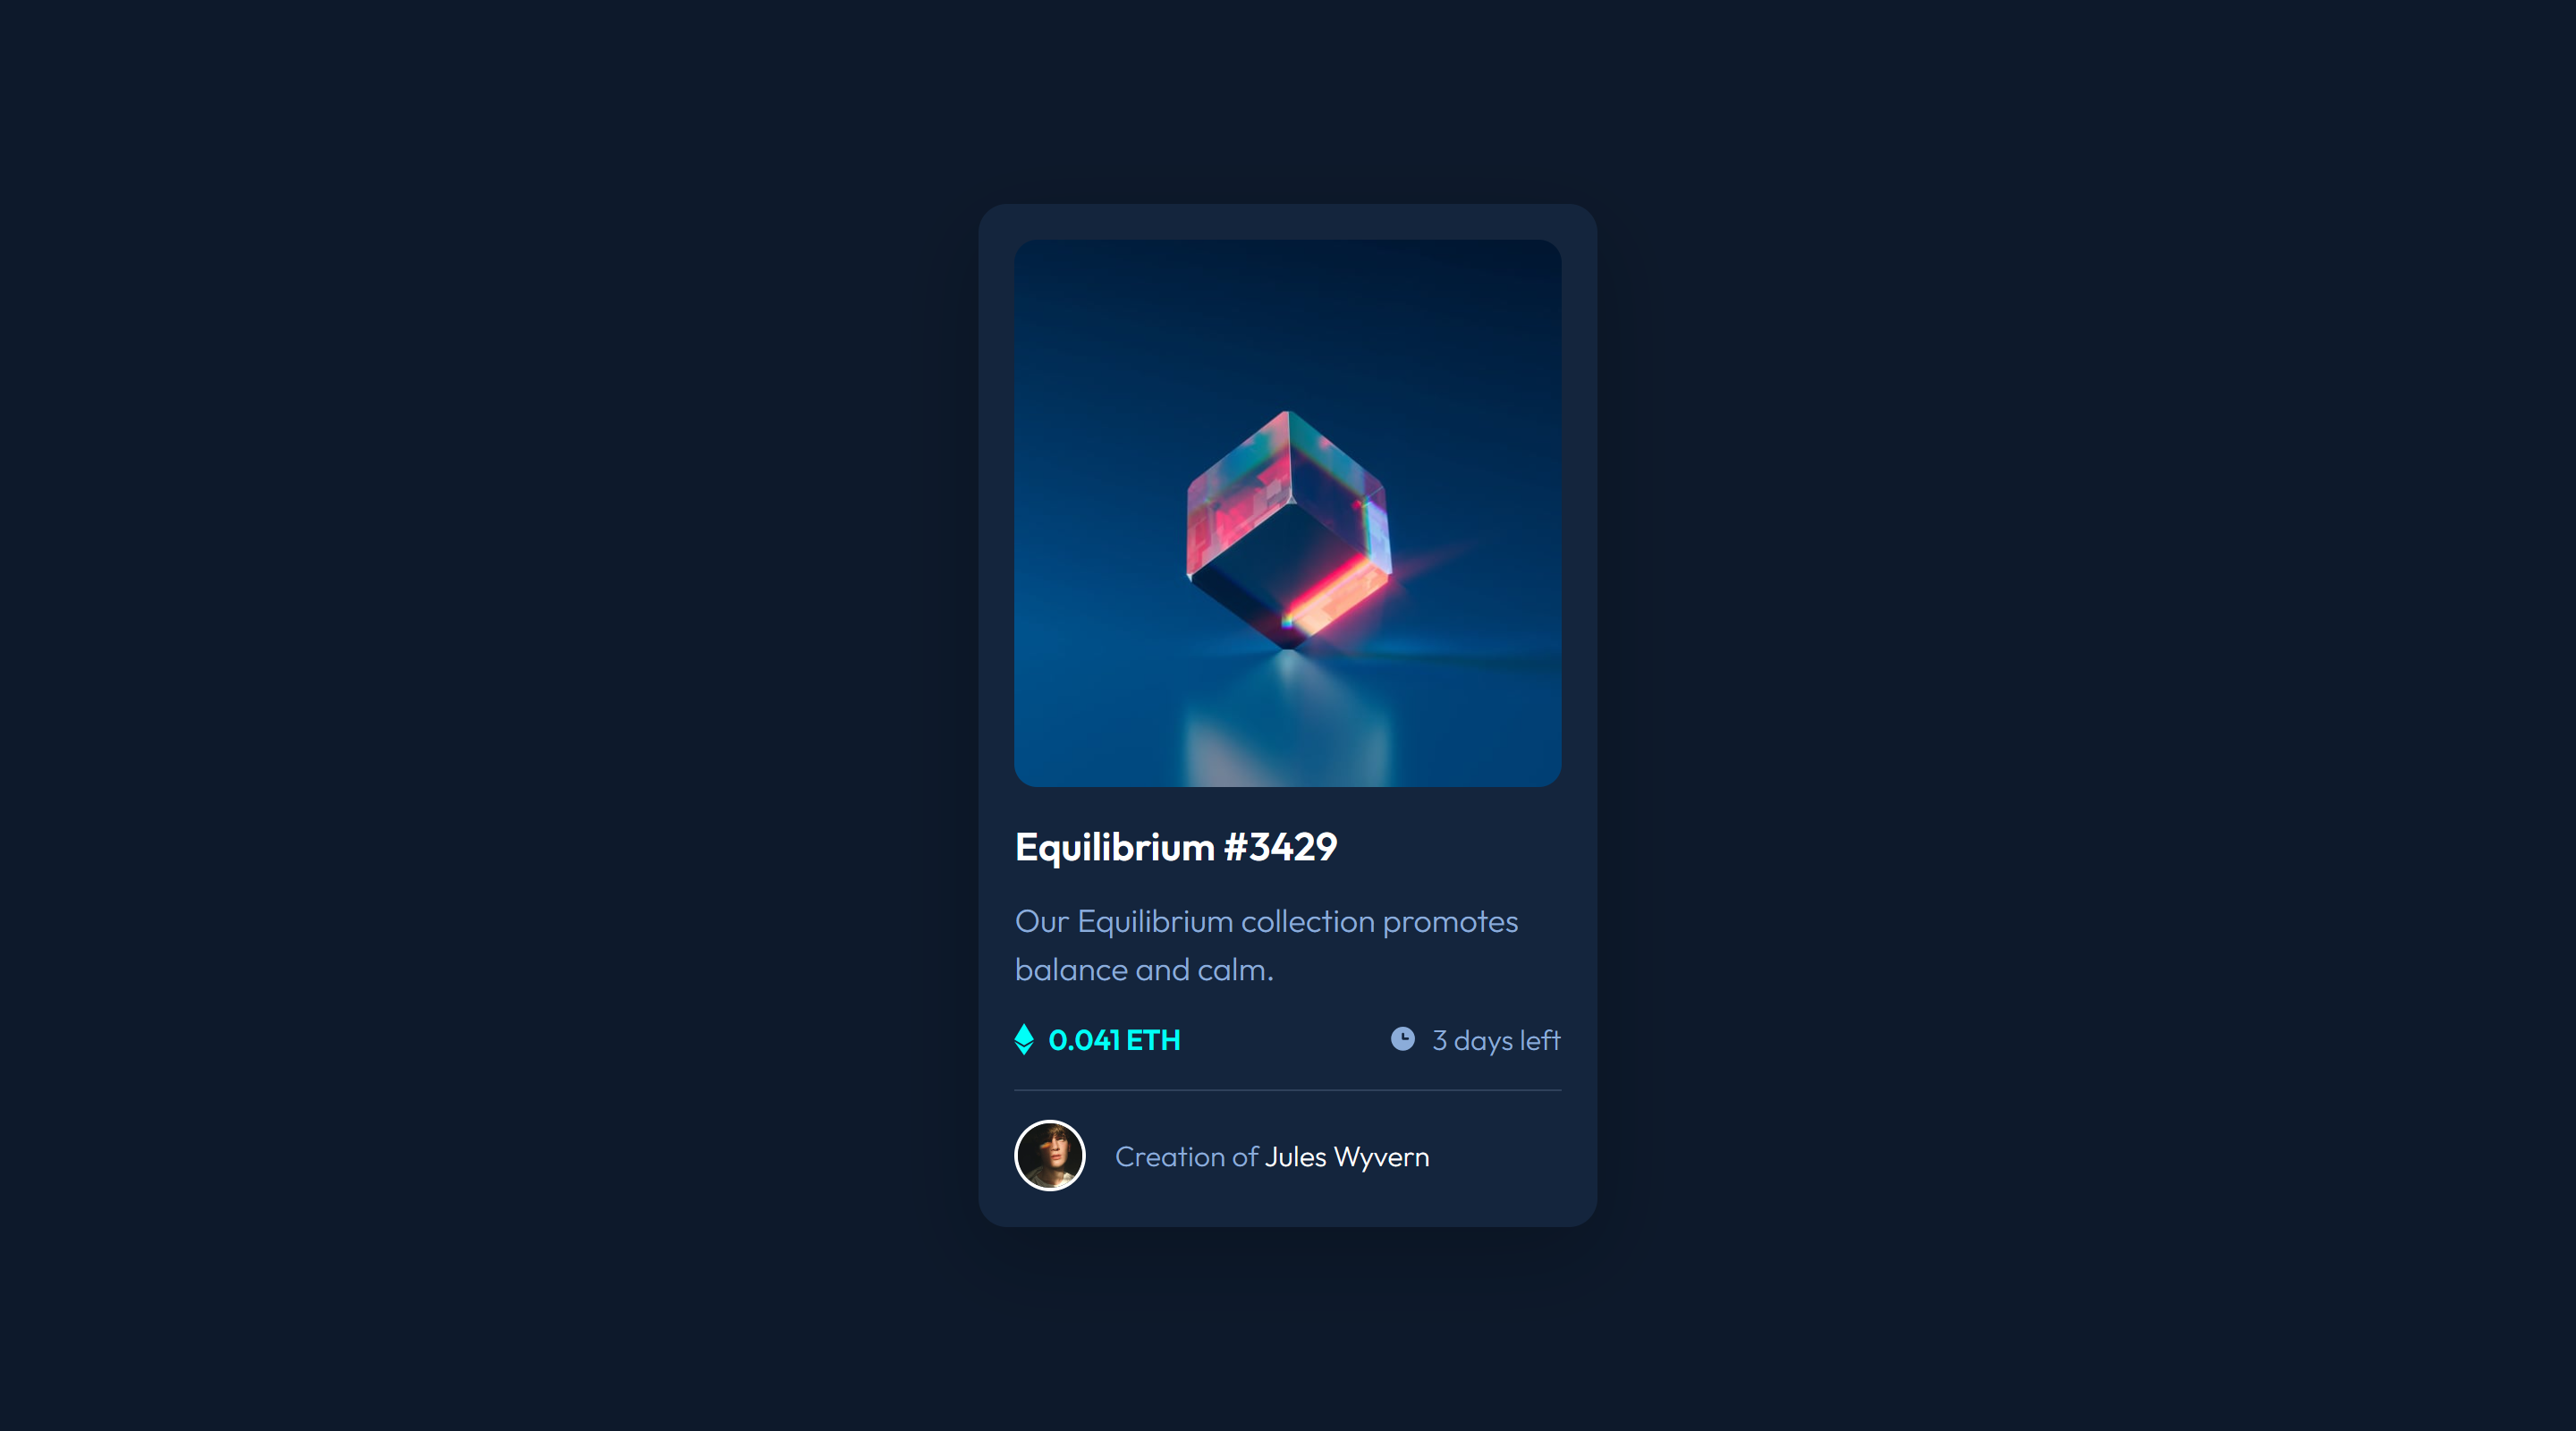 Equilibrium #3429
Our Equilibrium collection promotes
balance and calm.
0.041 ETH
3 days left
Creation of Jules Wyvern